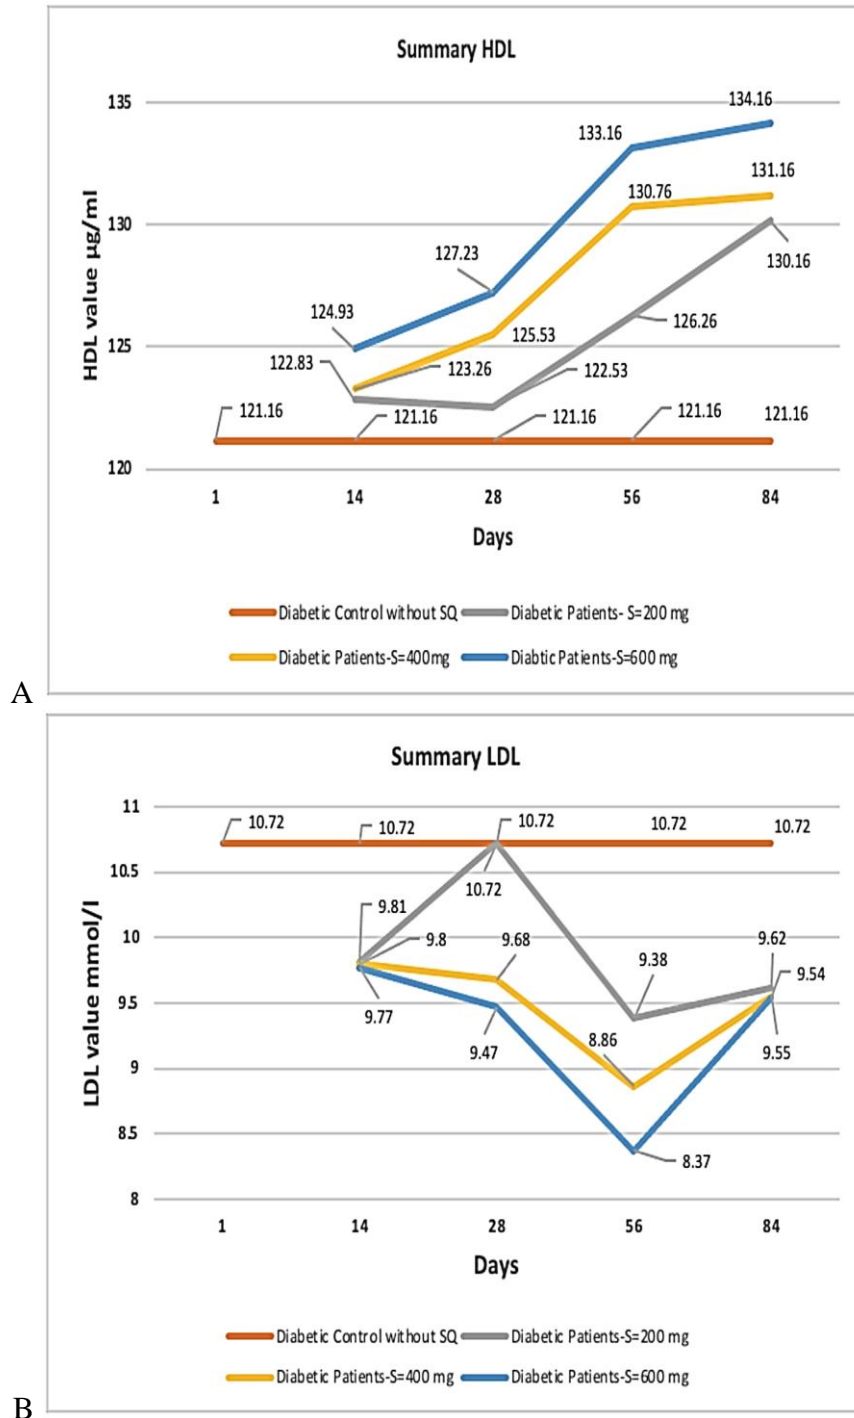 Summary HDL
135
134.16
133.16
131.16
130.76
130
HDL value µg/ml
130.16
127.23
126.26
124.93
125.53
125
122.83
123.26
122.53
121.16
121.16
121.16
121.16
121.16
120
1 14 28 56 84
Days
Diabetic Control without SQ Diabetic Patients- S=200 mg
Diabetic Patients-S=400mg Diabtic Patients-S=600 mg
A
Summary LDL
11
10.72 10.72 10.72 10.72 10.72
10.5
10.72
LDL value mmol/l
9.81
10
9.8 9.68 9.62
9.38 9.54
9.5
9.77
9.47 8.86 9.55
9
8.5
8.37
8
1 14 28 56 84
Days
Diabetic Control without SQ Diabetic Patients-S=200 mg
Diabetic Patients-S=400 mg Diabetic Patients-S=600 mg
B